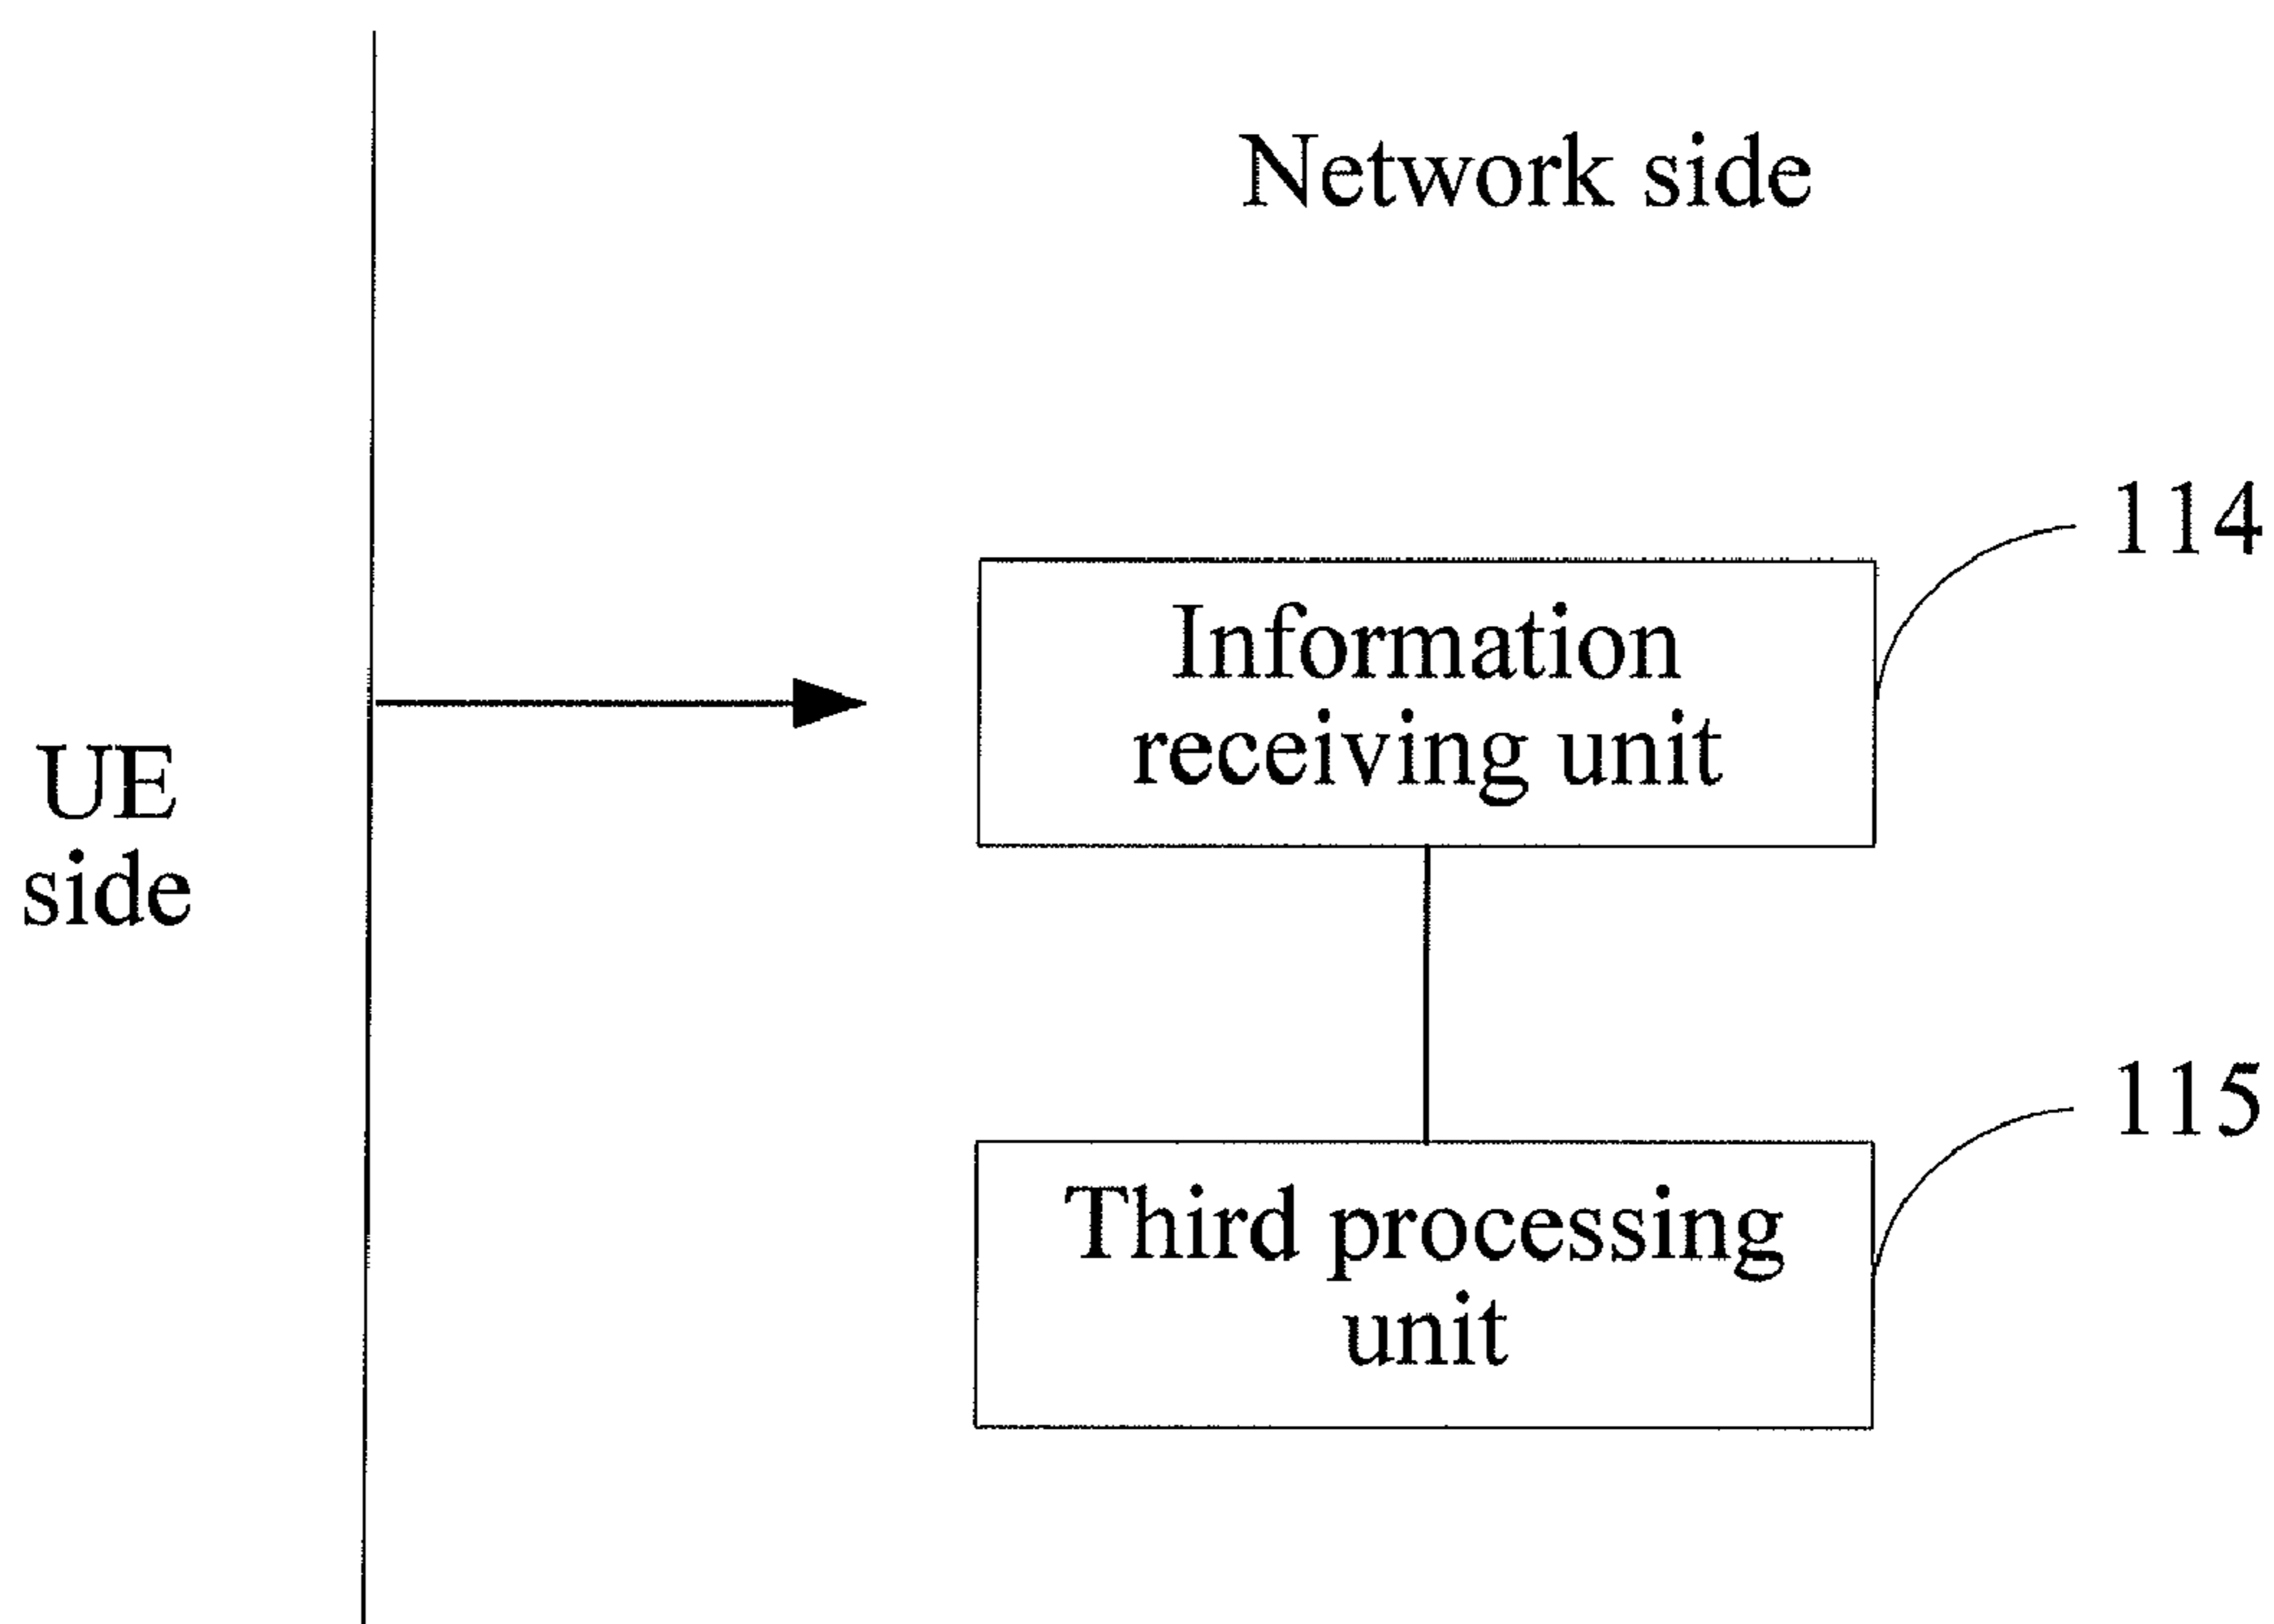 Network side
114
Information
receiving unit
UE
side
115
Third processing
unit